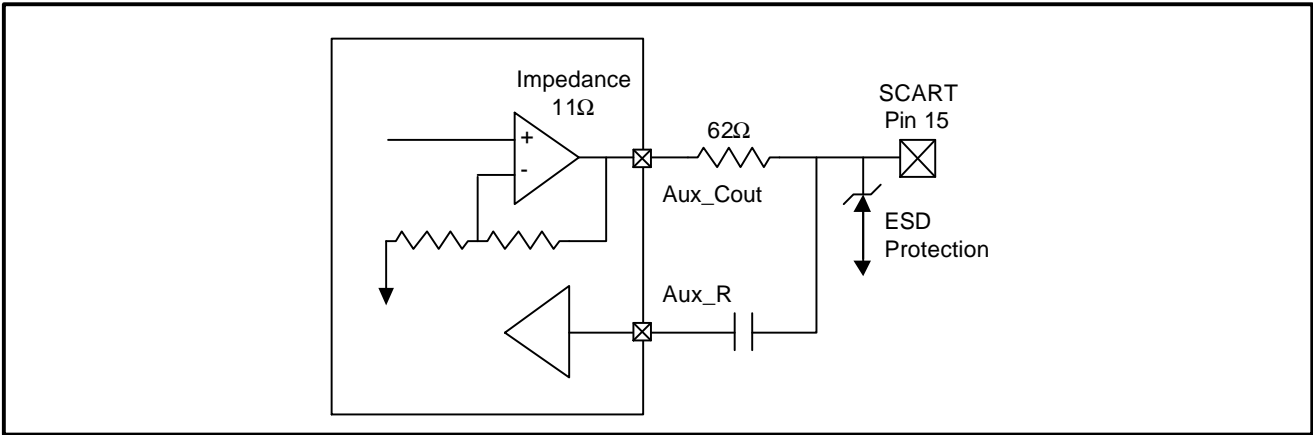 Impedance
11Ω
+
-
62Ω
SCART
Pin 15
Aux_Cout
ESD
Protection
Aux_R